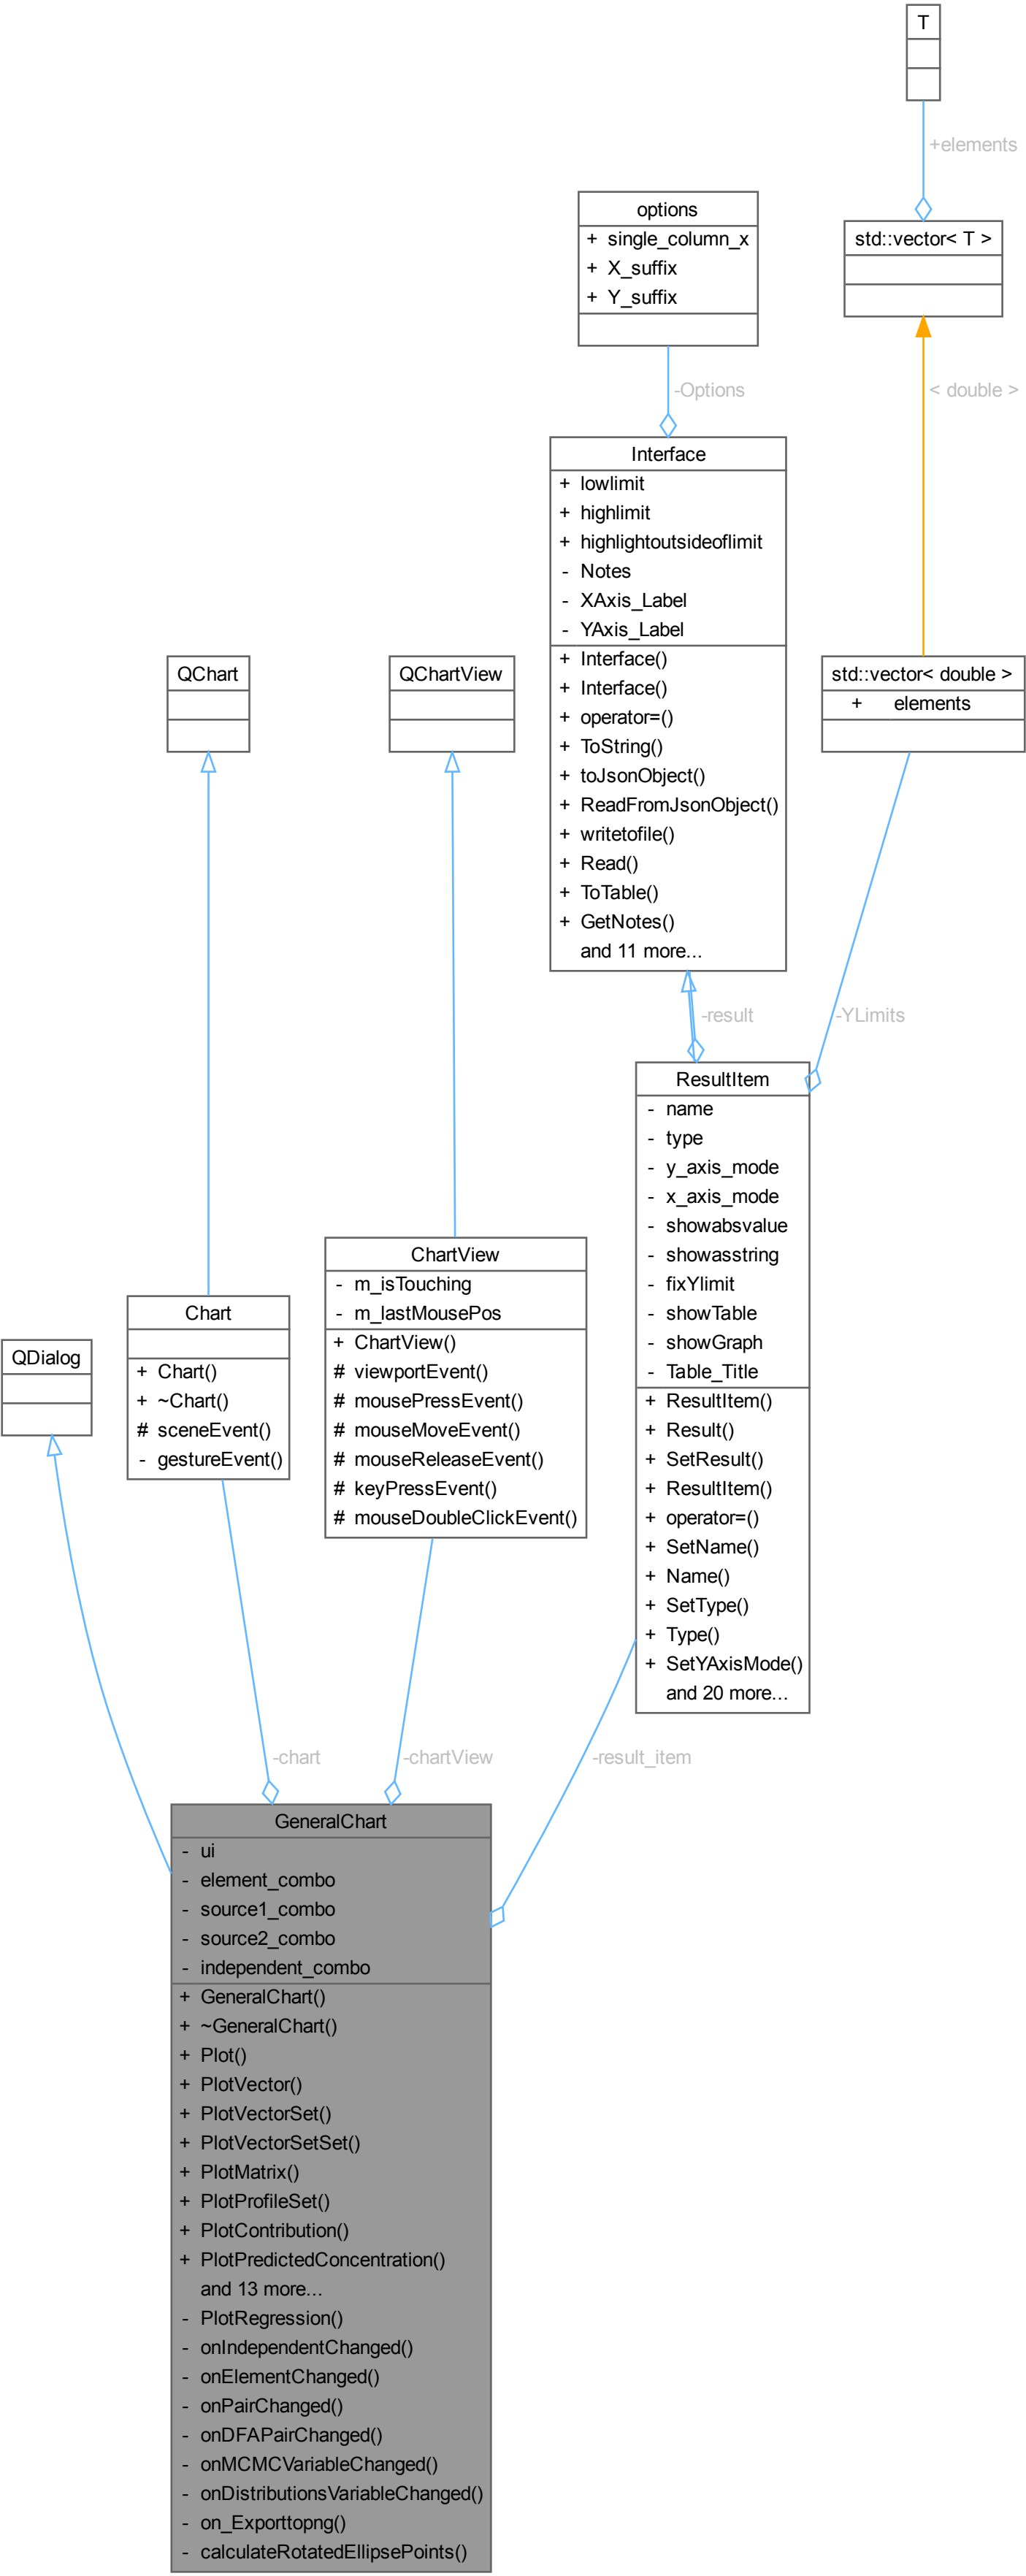 T
+elements
options
+ single_column_x
+ X_suffix
+ Y_suffix
std::vector< T >
-Options
< double >
Interface
+ lowlimit
+ highlimit
+ highlightoutsideoflimit
- Notes
- XAxis_Label
- YAxis_Label
+ Interface()
+ Interface()
+ operator=()
+ ToString()
+ toJsonObject()
+ ReadFromJsonObject()
+ writetofile()
+ Read()
+ ToTable()
+ GetNotes()
and 11 more...
QChart
QChartView
std::vector< double >
+ elements
-result
-YLimits
ResultItem
- name
- type
- y_axis_mode
- x_axis_mode
- showabsvalue
- showasstring
- fixYlimit
- showTable
- showGraph
- Table_Title
+ ResultItem()
+ Result()
+ SetResult()
+ ResultItem()
+ operator=()
+ SetName()
+ Name()
+ SetType()
+ Type()
+ SetYAxisMode()
and 20 more...
ChartView
- m_isTouching
- m_lastMousePos
+ ChartView()
# viewportEvent()
# mousePressEvent()
# mouseMoveEvent()
# mouseReleaseEvent()
# keyPressEvent()
# mouseDoubleClickEvent()
Chart
+ Chart()
+ ~Chart()
# sceneEvent()
- gestureEvent()
QDialog
-chart
-chartView
-result_item
GeneralChart
- ui
- element_combo
- source1_combo
- source2_combo
- independent_combo
+ GeneralChart()
+ ~GeneralChart()
+ Plot()
+ PlotVector()
+ PlotVectorSet()
+ PlotVectorSetSet()
+ PlotMatrix()
+ PlotProfileSet()
+ PlotContribution()
+ PlotPredictedConcentration()
and 13 more...
- PlotRegression()
- onIndependentChanged()
- onElementChanged()
- onPairChanged()
- onDFAPairChanged()
- onMCMCVariableChanged()
- onDistributionsVariableChanged()
- on_Exporttopng()
- calculateRotatedEllipsePoints()